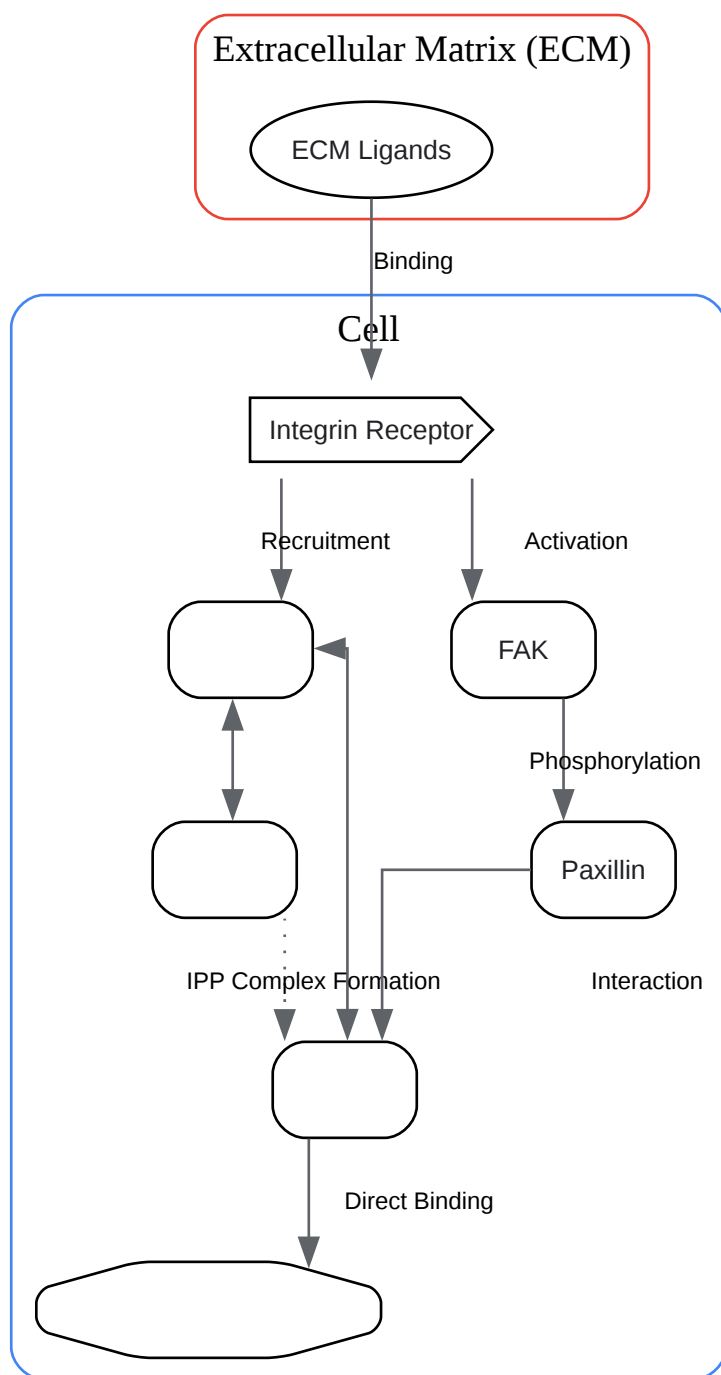 Extracellular Matrix (ECM)
ECM Ligands
Binding
Cell
Integrin Receptor
Recruitment
Activation
FAK
Phosphorylation
Paxillin
IPP Complex Formation
Interaction
Direct Binding